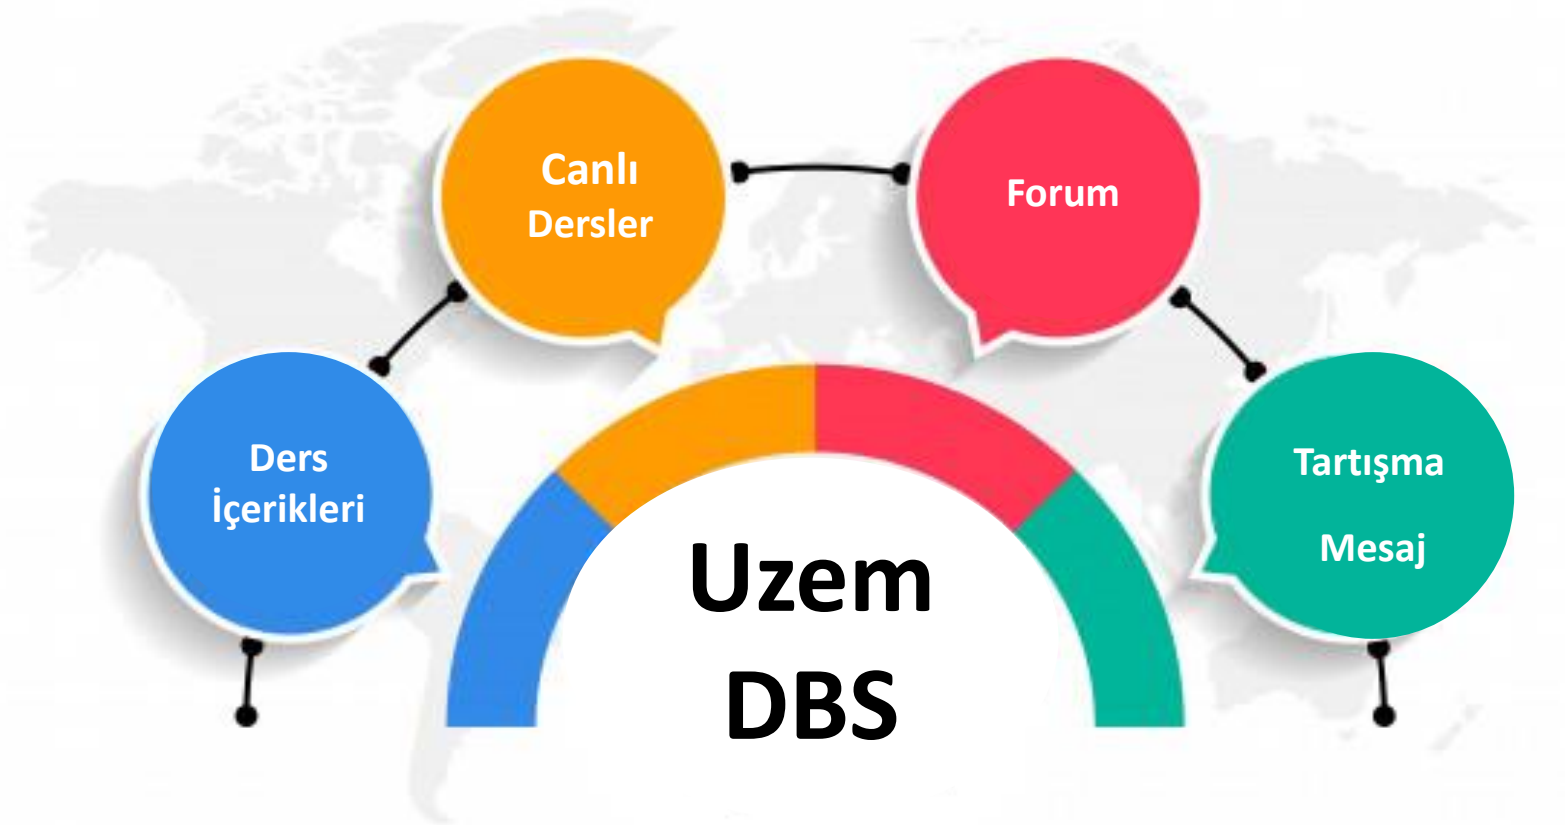 Canlı
Dersler
Forum
Ders
İçerikleri
Tartışma
Mesaj
Uzem
DBS